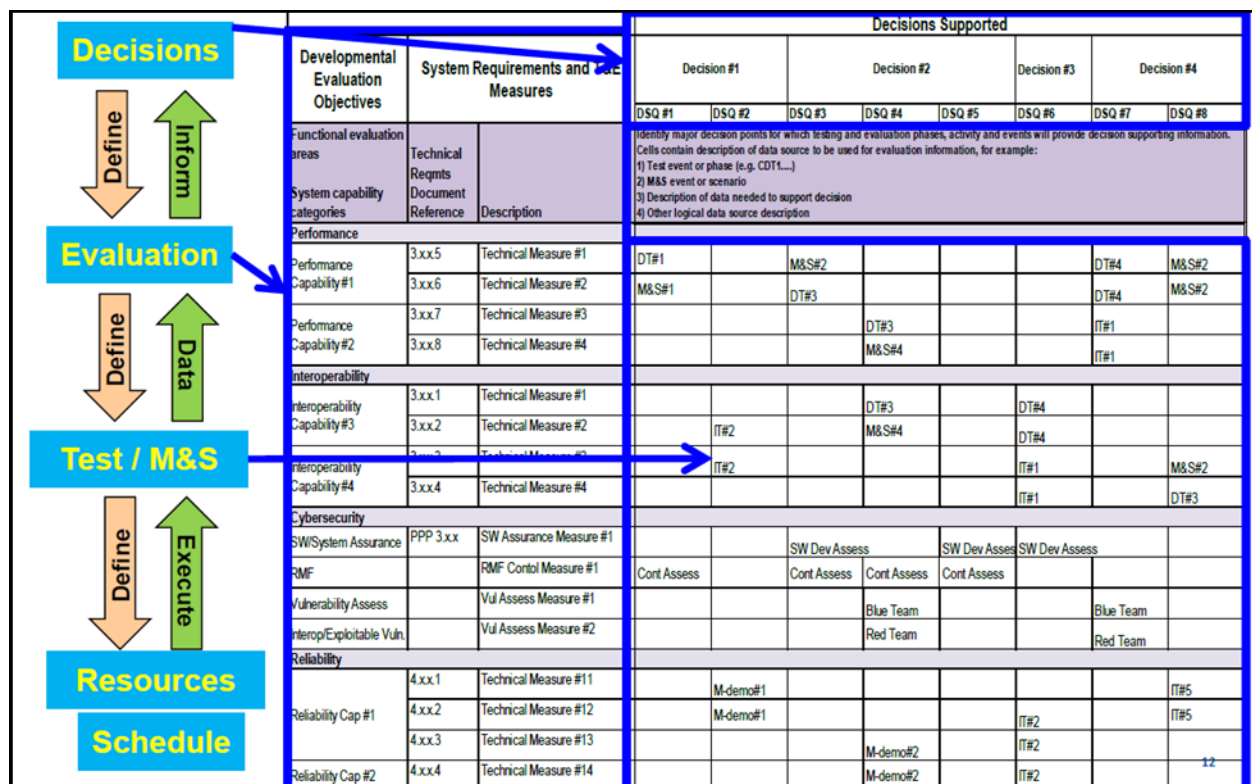 Decisions
Define
Inform
Evaluation
Define
Data
Test / M&S
Define
Execute
Resources
Schedule
Decisions Supported
Developmental
Evaluation
Objectives
System Requirements and T&E
Measures
Decision #1
Decision #2
Decision #3
Decision #4
DSQ #1 DSQ #2 DSQ #3 DSQ #4 DSQ #5 DSQ #6 DSQ #7 DSQ #8
Functional evaluation
areas
System capability
categories
Technical
Reqmts
Document
Reference
Description
Identify major decision points for which testing and evaluation phases, activity and events will provide decision supporting information.
Cells contain description of data source to be used for evaluation information, for example:
1) Test event or phase (e.g. CDT1....)
2) M&S event or scenario
3) Description of data needed to support decision
4) Other logical data source description
Performance
Performance
Capability #1
3.x.x.5 Technical Measure #1 DT#1 M&S#2 DT#4 M&S#2
3.x.x.6 Technical Measure #2 M&S#1 DT#3 DT#4 M&S#2
Performance
Capability #2
3.x.x.7 Technical Measure #3 DT#3 IT#1
3.x.x.8 Technical Measure #4 M&S#4 IT#1
Interoperability
Interoperability
Capability #3
3.x.x.1 Technical Measure #1 DT#3 DT#4
3.x.x.2 Technical Measure #2 IT#2 M&S#4 DT#4
Interoperability
Capability #4
IT#2 IT#1 M&S#2
3.x.x.4 Technical Measure #4 IT#1 DT#3
Cybersecurity
SW/System Assurance PPP 3.x.x SW Assurance Measure #1 SW Dev Assess SW Dev Asses SW Dev Assess
RMF RMF Contol Measure #1 Cont Assess Cont Assess Cont Assess Cont Assess
Vulnerability Assess Vul Assess Measure #1 Blue Team Blue Team
Interop/Exploitable Vuln. Vul Assess Measure #2 Red Team Red Team
Reliability
Reliability Cap #1
4.x.x.1 Technical Measure #11 M-demo#1 IT#5
4.x.x.2 Technical Measure #12 M-demo#1 IT#2 IT#5
4.x.x.3 Technical Measure #13 M-demo#2 IT#2
Reliability Cap #2 4.x.x.4 Technical Measure #14 M-demo#2 IT#2
12